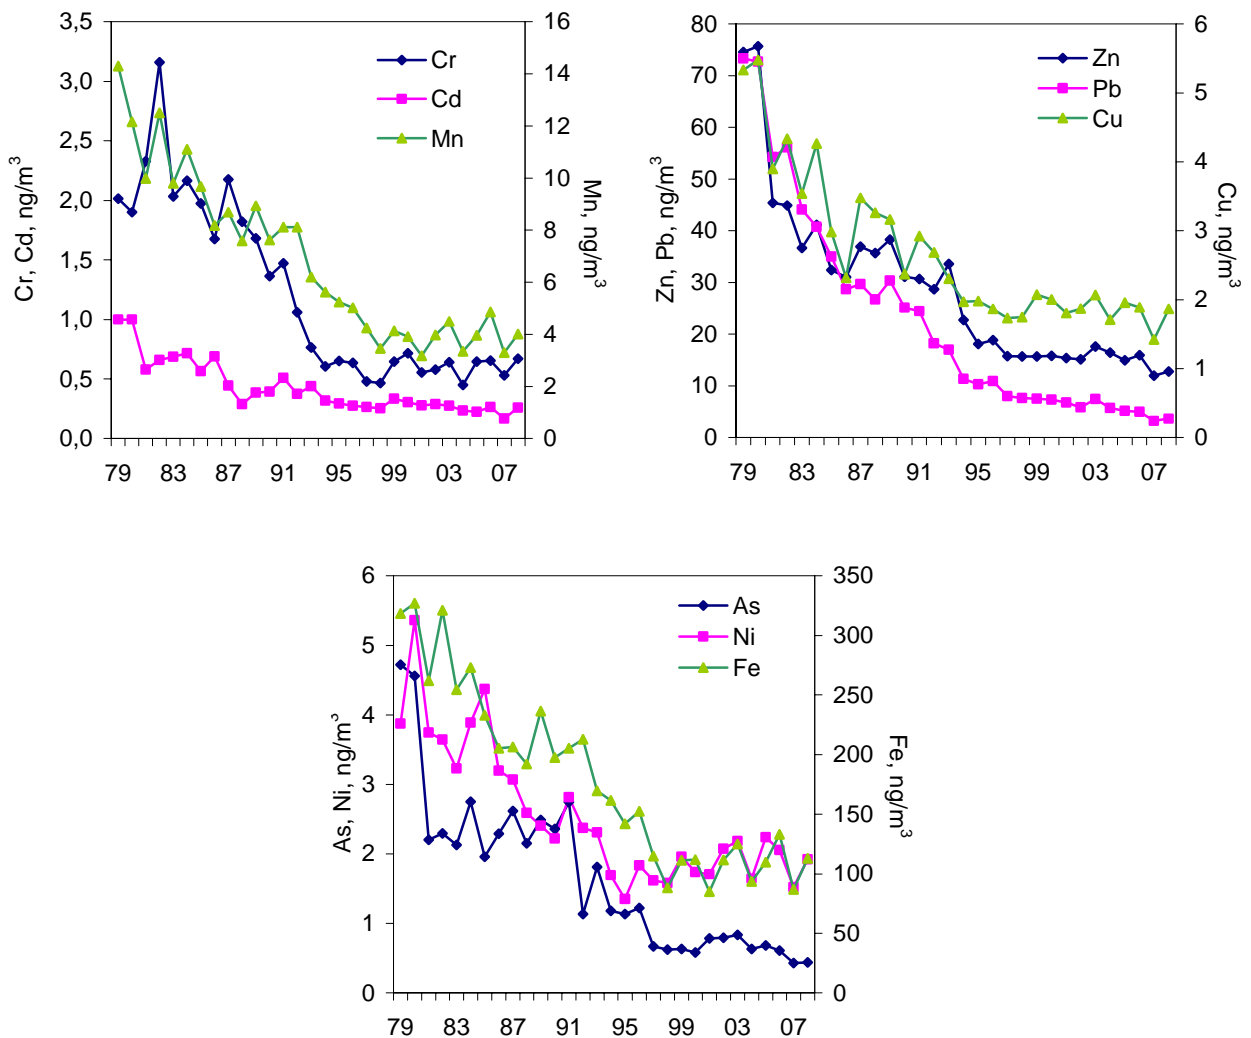 3,5
3,0
2,5
2,0
1,5
1,0
0,5
0,0
Cr, Cd, ng/m³
16
14
12
10
8
6
4
2
0
Mn, ng/m³
Cr
Cd
Mn
79 83 87 91 95 99 03 07
80
70
60
50
40
30
20
10
0
Zn, Pb, ng/m³
6
5
4
3
2
1
0
Cu, ng/m³
Zn
Pb
Cu
79 83 87 91 95 99 03 07
6
5
4
3
2
1
0
As, Ni, ng/m³
350
300
250
200
150
100
50
0
Fe, ng/m³
As
Ni
Fe
79 83 87 91 95 99 03 07